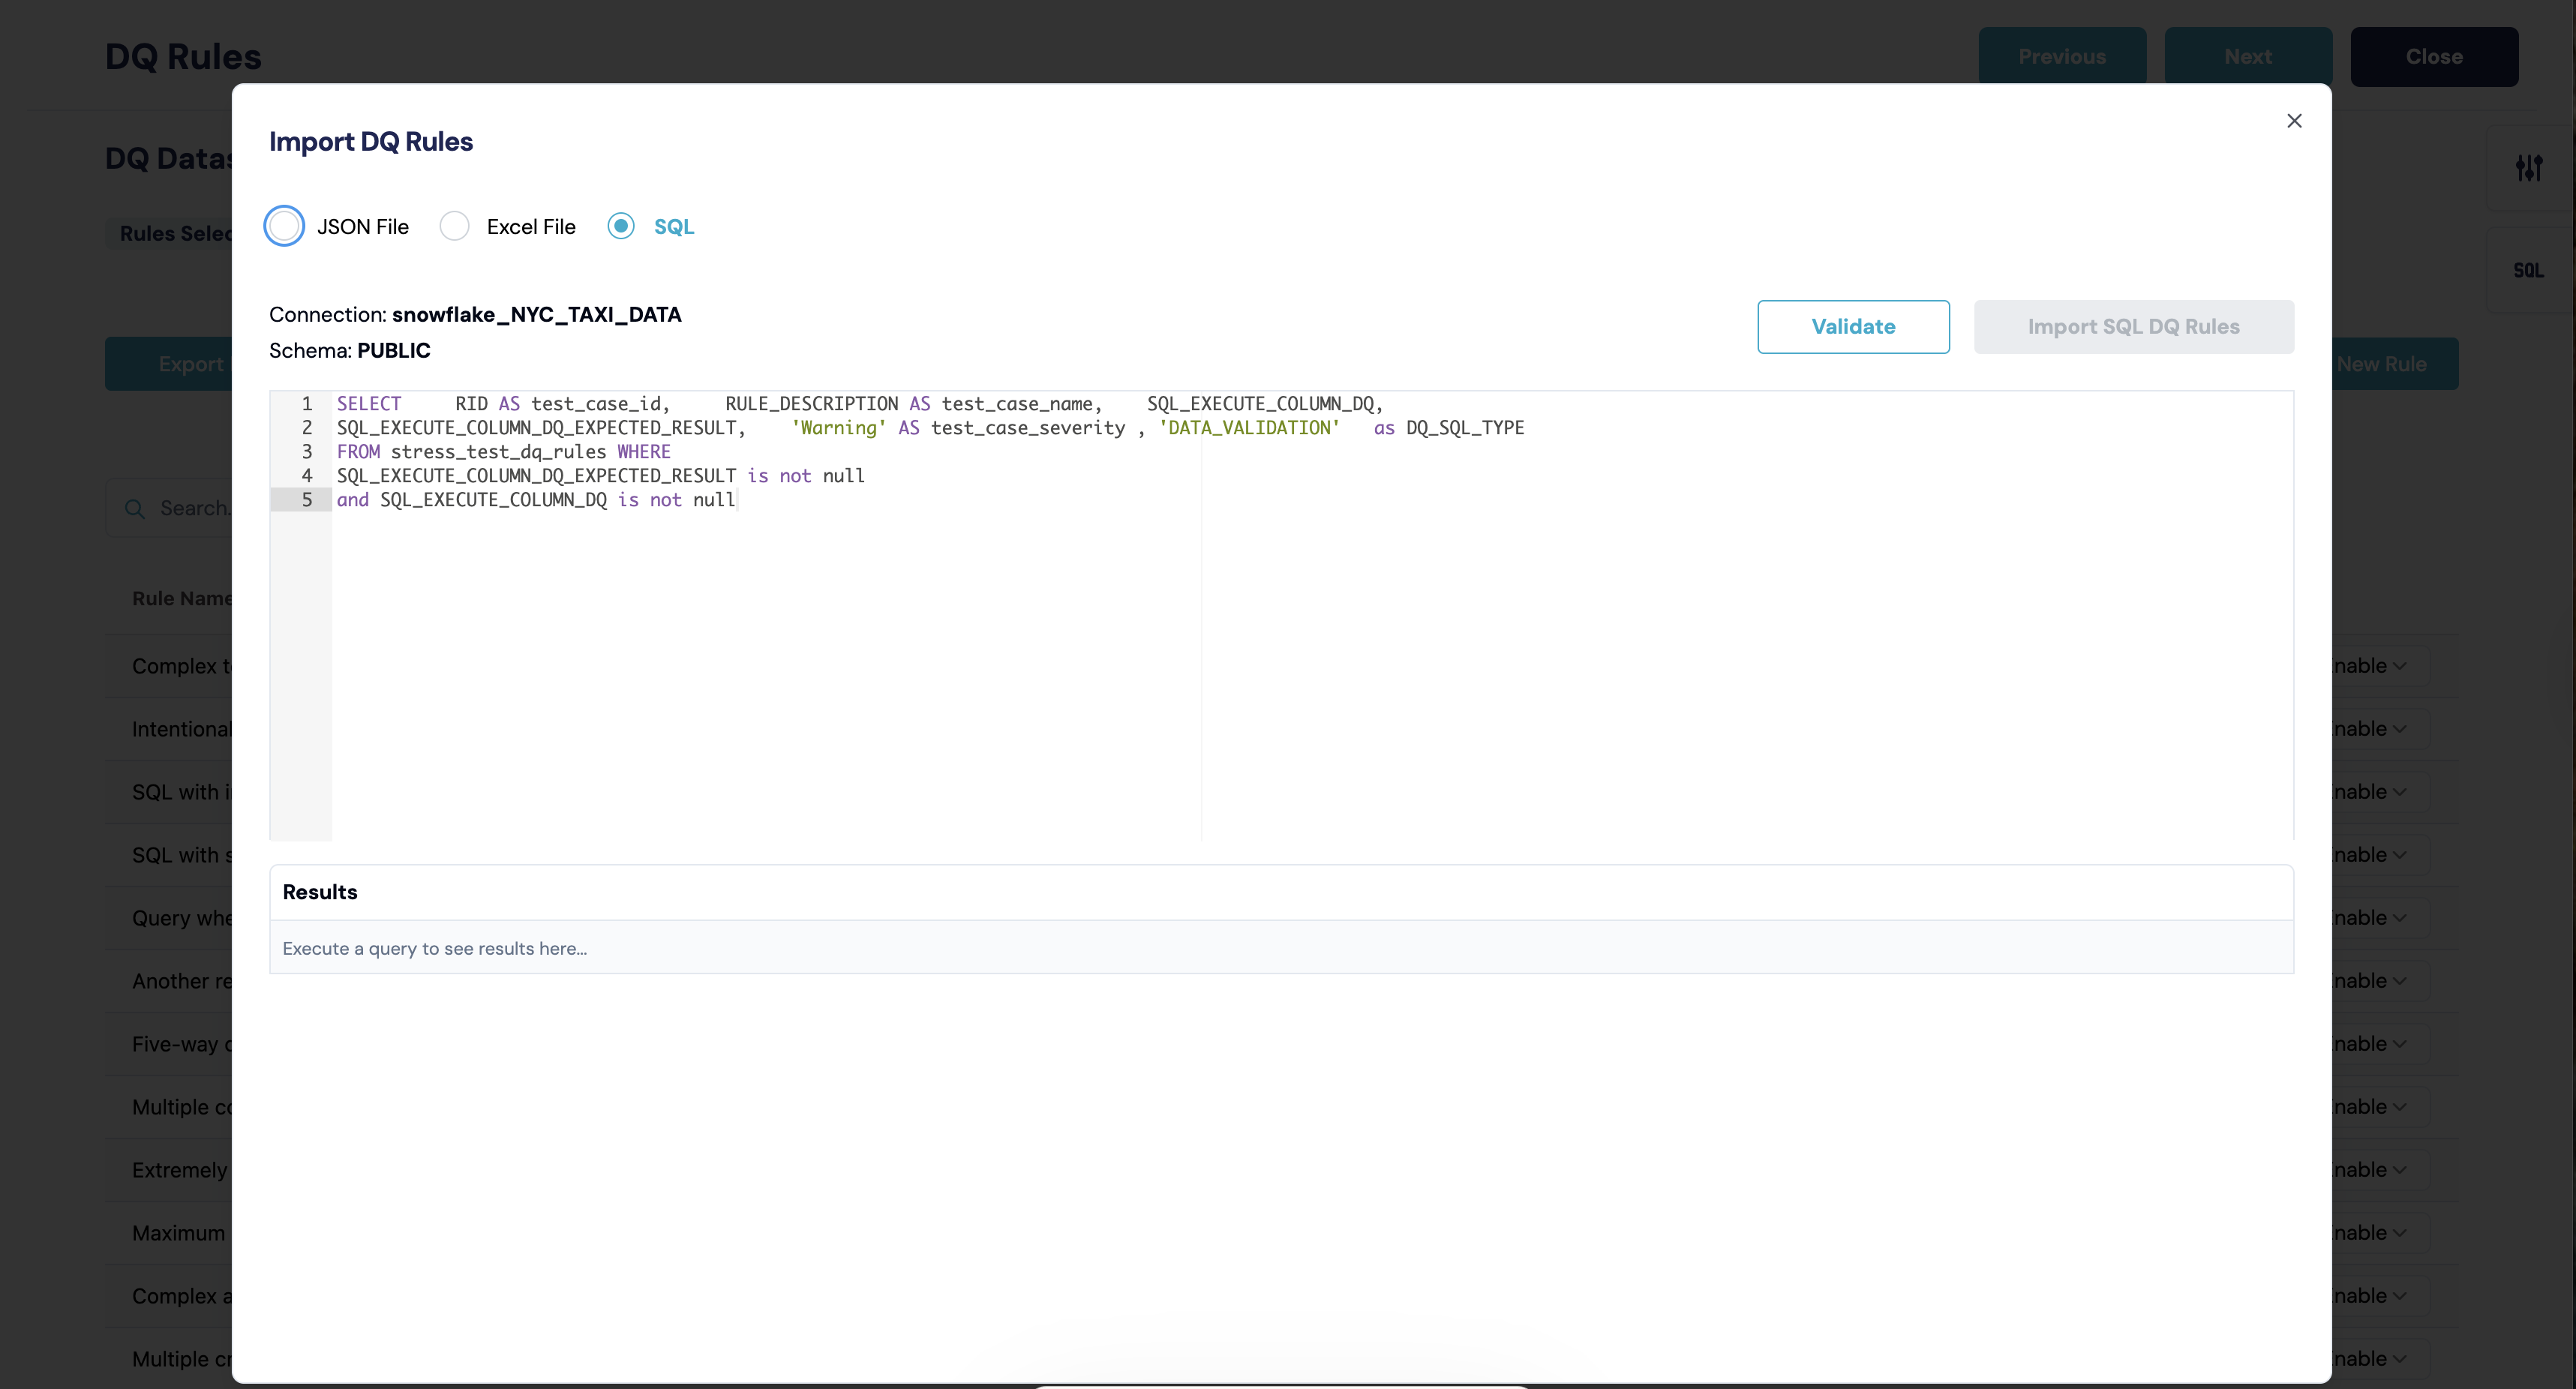 DQ Rules
Previous
Next
Close
Import DQ Rules
DQ Datas
JSON File
Excel File
SQL
Rules Selec
SQL
Connection: snowflake_NYC_TAXI_DATA
Schema: PUBLIC
Validate
Import SQL DQ Rules
Export
New Rule
1 SELECT     RID AS test_case_id,     RULE_DESCRIPTION AS test_case_name,    SQL_EXECUTE_COLUMN_DQ,
2 SQL_EXECUTE_COLUMN_DQ_EXPECTED_RESULT,    'Warning' AS test_case_severity , 'DATA_VALIDATION'   as DQ_SQL_TYPE
3 FROM stress_test_dq_rules WHERE
4 SQL_EXECUTE_COLUMN_DQ_EXPECTED_RESULT is not null
5 and SQL_EXECUTE_COLUMN_DQ is not null
Search.
Rule Name
Complex t
nable
Intentional
nable
SQL with i
nable
SQL with s
nable
Results
Query whe
nable
Execute a query to see results here...
Another re
nable
Five-way c
nable
Multiple co
nable
Extremely
nable
Maximum
nable
Complex a
nable
Multiple cr
nable